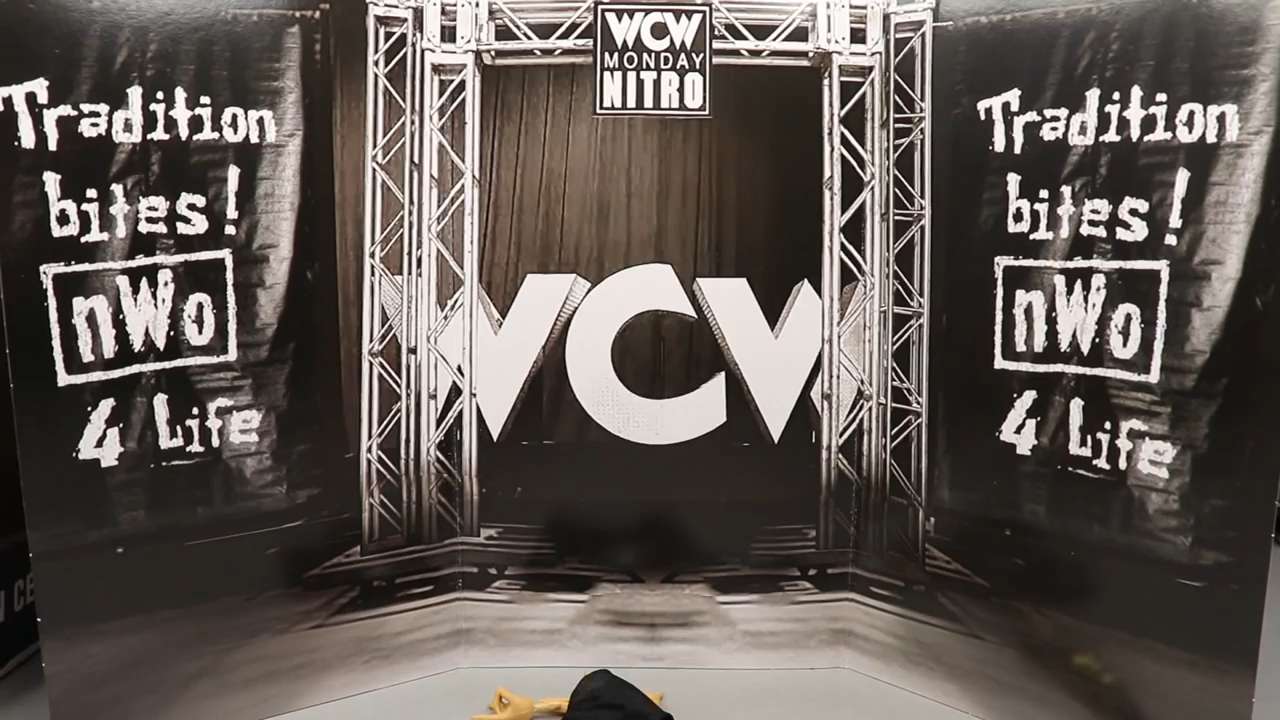 WCW
MONDAY
NITRO
Tradition
bites!
nWo
4 Life
WCW
Tradition
bites!
nWo
4 Life